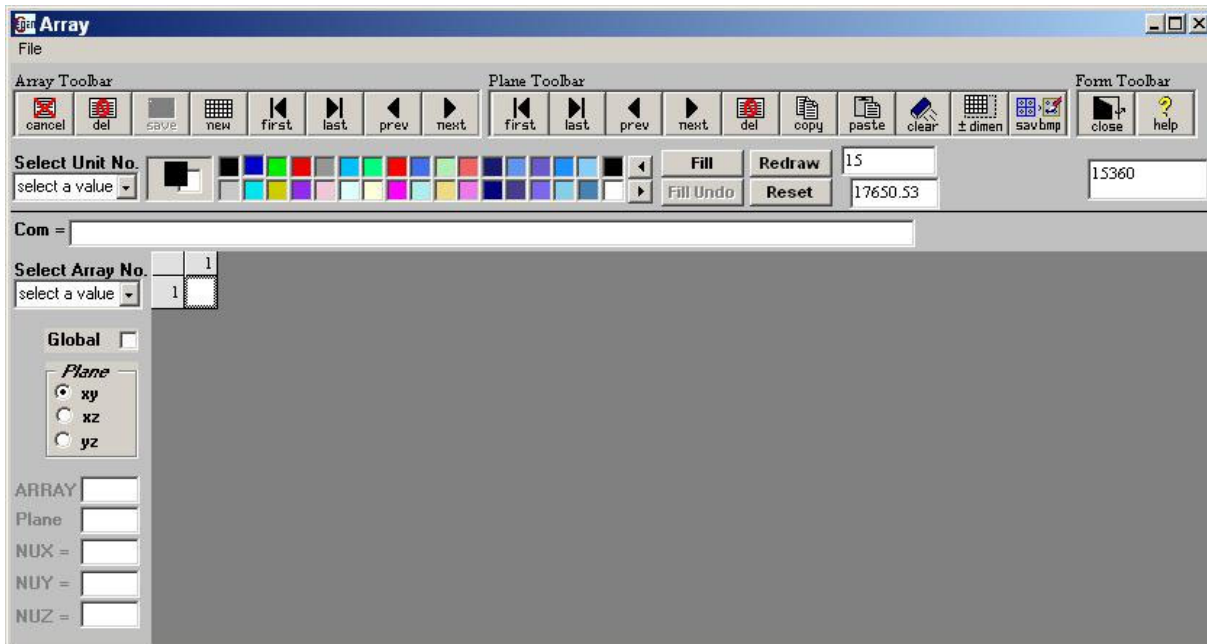 Array
File
Array Toolbar Plane Toolbar Form Toolbar
cancel del save new first last prev next first last prev next del copy paste clear ± dimen savbmp close help
Select Unit No.
select a value
Fill Redraw 15
Fill Undo Reset 17650.53
15360
Com =
Select Array No.
select a value
1
1
Global
Plane
xy
xz
yz
ARRAY
Plane
NUX =
NUY =
NUZ =